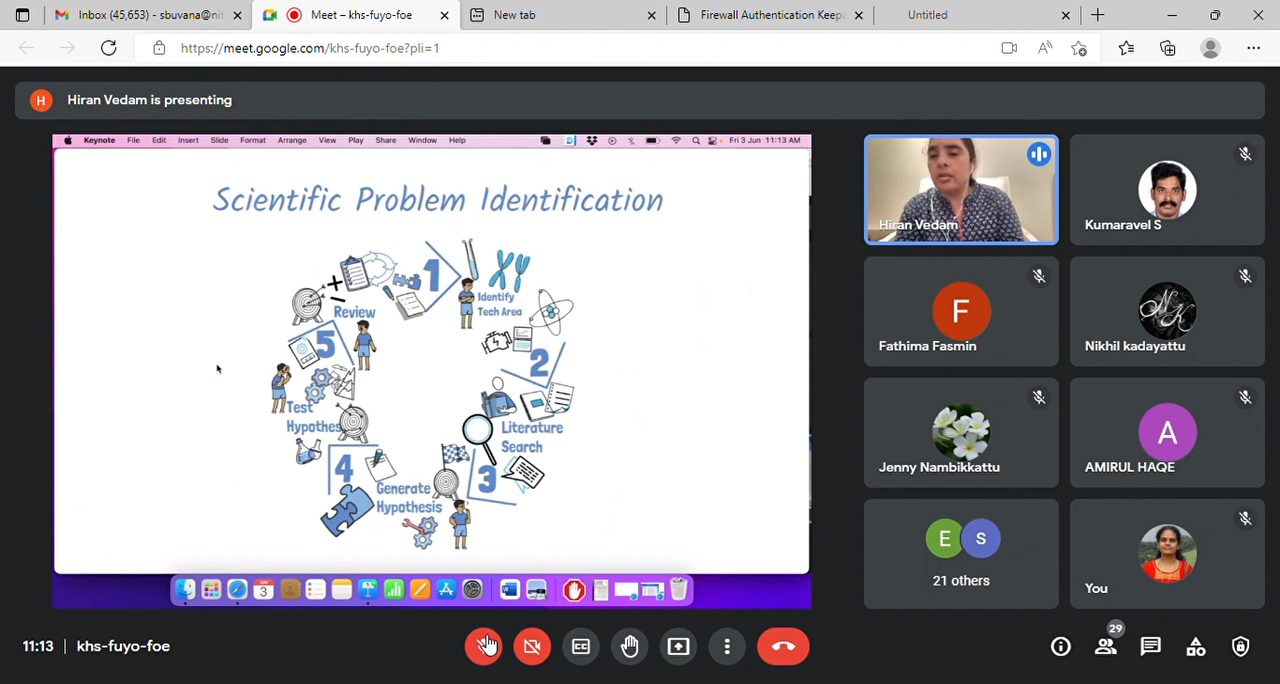 Inbox (45,653) - sbuvana@nit
Meet – khs-fuyo-foe
New tab
Firewall Authentication Keepa
Untitled
https://meet.google.com/khs-fuyo-foe?pli=1
H
Hiran Vedam is presenting
Keynote File Edit Insert Slide Format Arrange View Play Share Window Help Fri 3 Jun 11:13 AM
Scientific Problem Identification
1
Identify
Tech Area
2
Literature
Search
3
Generate
Hypothesis
4
Test
Hypothes
5
Review
Hiran Vedam
Kumaravel S
F
Fathima Fasmin
NK
Nikhil kadayattu
Jenny Nambikkattu
A
AMIRUL HAQE
E S
21 others
You
11:13 | khs-fuyo-foe
29